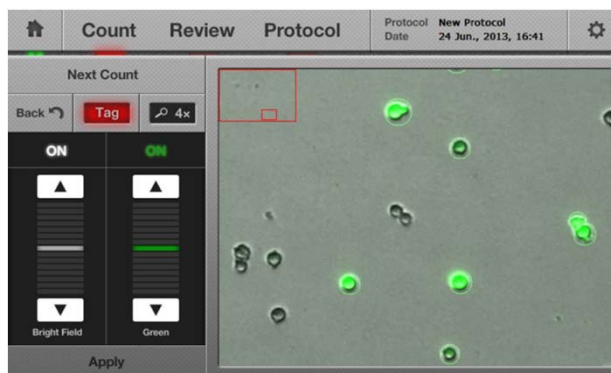 Count Review Protocol Protocol New Protocol
Date 24 Jun., 2013, 16:41
Next Count
Back Tag 4x
ON ON
Bright Field Green
Apply